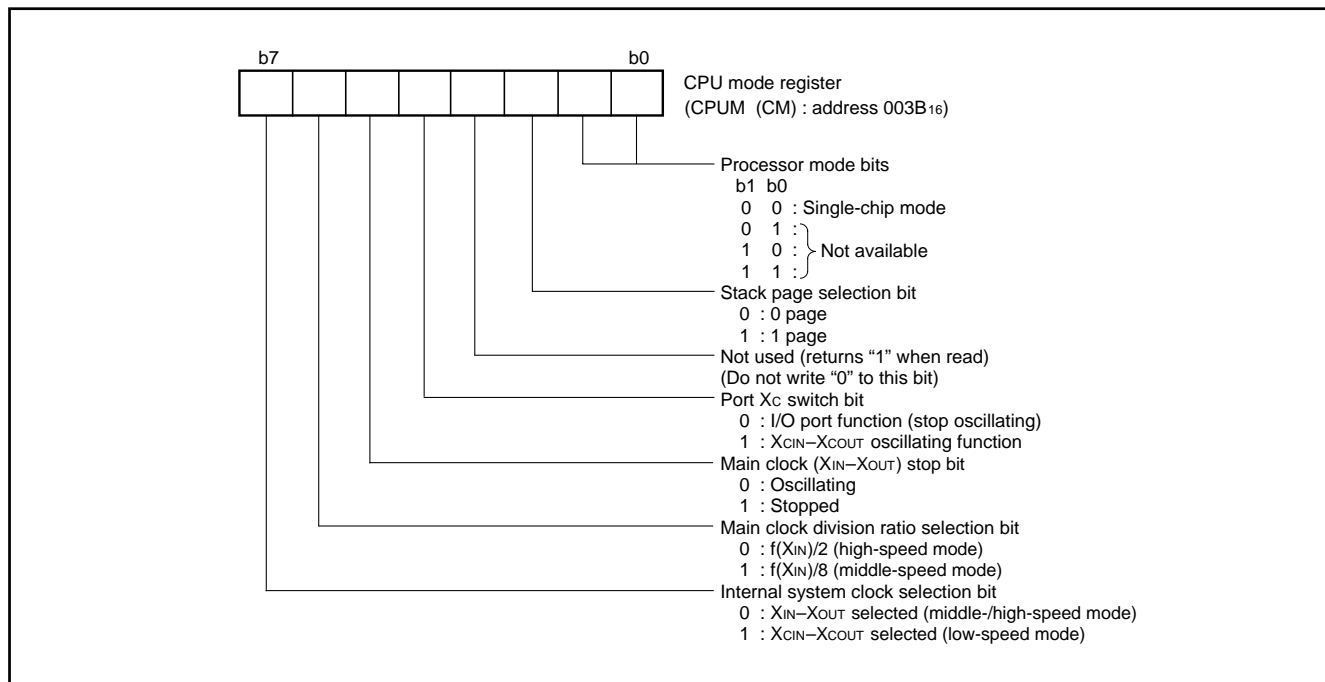 b7 b0
CPU mode register
(CPUM (CM) : address 003B16)
Processor mode bits
b1 b0
0 0 : Single-chip mode
0 1 :
1 0 : Not available
1 1 :
Stack page selection bit
0 : 0 page
1 : 1 page
Not used (returns “1” when read)
(Do not write “0” to this bit)
Port XC switch bit
0 : I/O port function (stop oscillating)
1 : XCIN–XCOUT oscillating function
Main clock (XIN–XOUT) stop bit
0 : Oscillating
1 : Stopped
Main clock division ratio selection bit
0 : f(XIN)/2 (high-speed mode)
1 : f(XIN)/8 (middle-speed mode)
Internal system clock selection bit
0 : XIN–XOUT selected (middle-/high-speed mode)
1 : XCIN–XCOUT selected (low-speed mode)